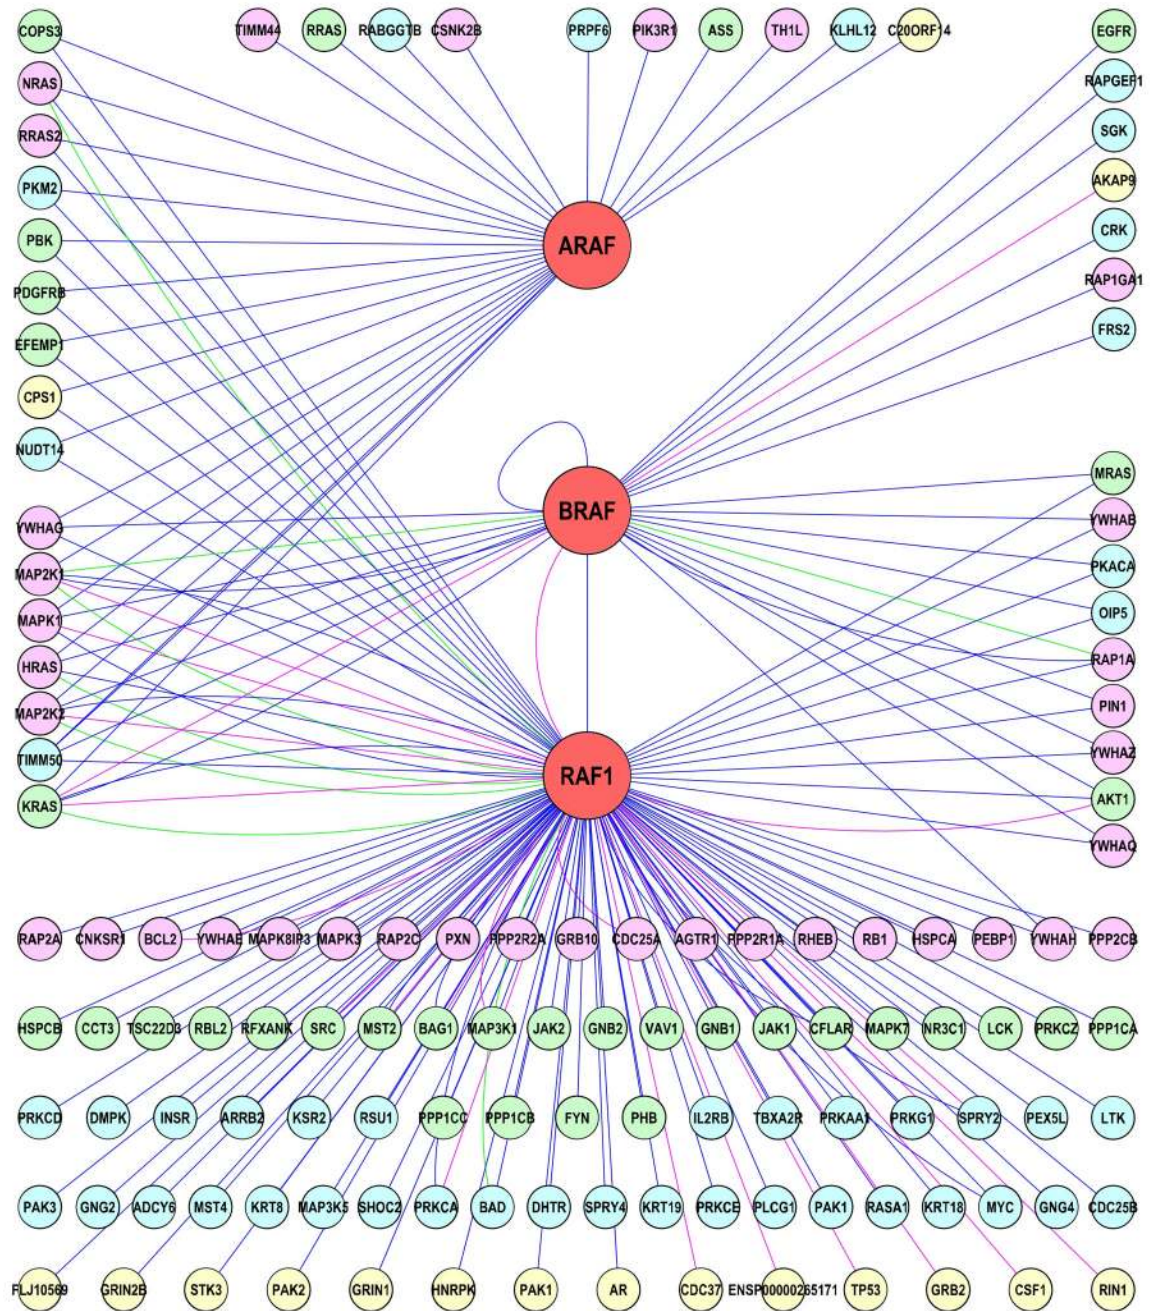 COPS3 TIMM44 RRAS RABGGTB CSNK2B PRPF6 PIK3R1 ASS TH1L KLHL12 C20ORF14 EGFR
NRAS RAPGEF1
RRAS2 SGK
PKM2 AKAP9
PBK ARAF CRK
PDGFRB RAP1GA1
EFEMP1 FRS2
CPS1
NUDT14 MRAS
YWHAG BRAF YWHAB
MAP2K1 PKACA
MAPK1 OIP5
HRAS RAP1A
MAP2K2 PIN1
TIMM50 RAF1 YWHAZ
KRAS AKT1
YWHAQ
RAP2A CNKSR1 BCL2 YWHAE MAPK8IP3 MAPK3 RAP2C PXN PPP2R2A GRB10 CDC25A AGTR1 PPP2R1A RHEB RB1 HSPCA PEBP1 YWHAH PPP2CB
HSPCB CCT3 TSC22D3 RBL2 RFXANK SRC MST2 BAG1 MAP3K1 JAK2 GNB2 VAV1 GNB1 JAK1 CFLAR MAPK7 NR3C1 LCK PRKCZ PPP1CA
PRKCD DMPK INSR ARRB2 KSR2 RSU1 PPP1CC PPP1CB FYN PHB IL2RB TBXA2R PRKAA1 PRKG1 SPRY2 PEX5L LTK
PAK3 GNG2 ADCY6 MST4 KRT8 MAP3K5 SHOC2 PRKCA BAD DHTR SPRY4 KRT19 PRKCE PLCG1 PAK1 RASA1 KRT18 MYC GNG4 CDC25B
FLJ10569 GRIN2B STK3 PAK2 GRIN1 HNRPK PAK1 AR CDC37 ENSP00000265171 TP53 GRB2 CSF1 RIN1